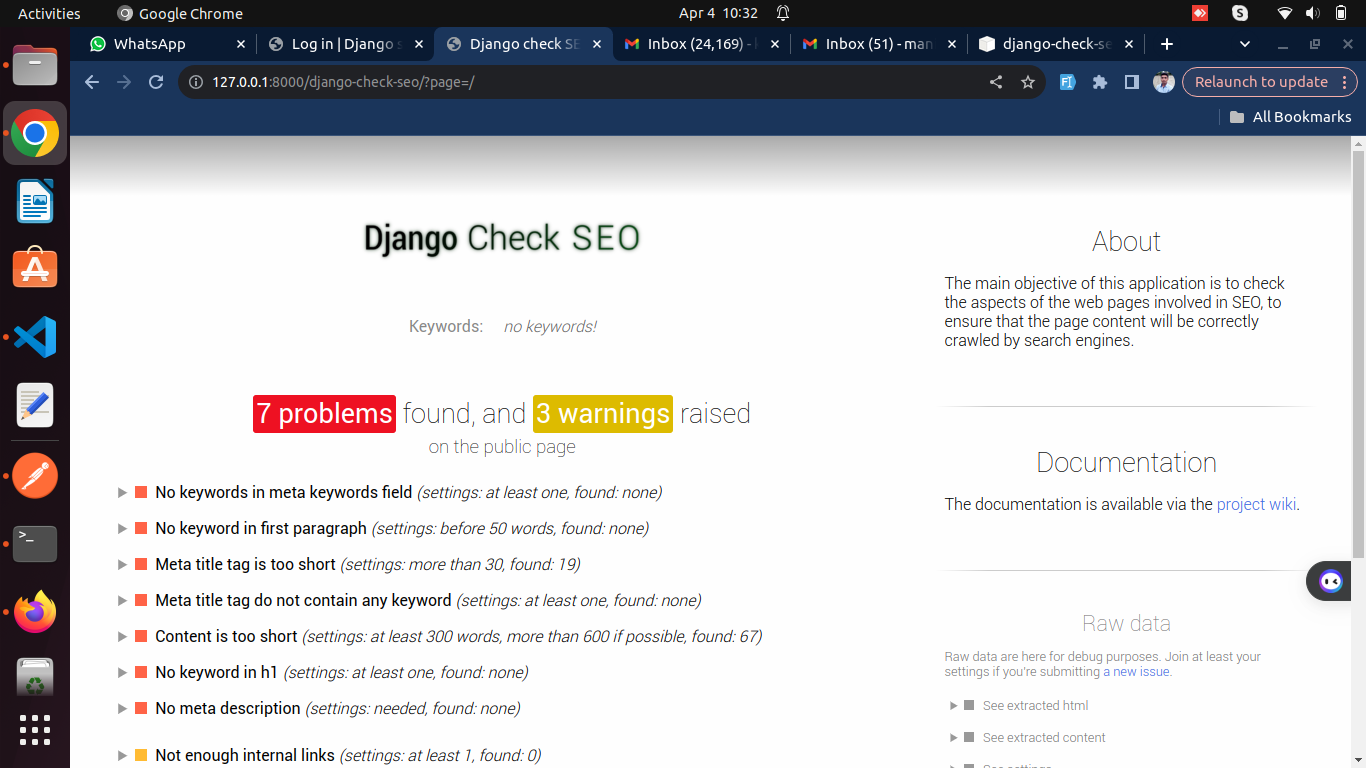 Activities
Google Chrome
Apr 4 10:32
WhatsApp
Log in | Django s
Django check SE
Inbox (24,169) -
Inbox (51) - man
django-check-se
127.0.0.1:8000/django-check-seo/?page=/
Relaunch to update
All Bookmarks
Django Check SEO
Keywords: no keywords!
7 problems found, and 3 warnings raised
on the public page
No keywords in meta keywords field (settings: at least one, found: none)
No keyword in first paragraph (settings: before 50 words, found: none)
Meta title tag is too short (settings: more than 30, found: 19)
Meta title tag do not contain any keyword (settings: at least one, found: none)
Content is too short (settings: at least 300 words, more than 600 if possible, found: 67)
No keyword in h1 (settings: at least one, found: none)
No meta description (settings: needed, found: none)
Not enough internal links (settings: at least 1, found: 0)
About
The main objective of this application is to check
the aspects of the web pages involved in SEO, to
ensure that the page content will be correctly
crawled by search engines.
Documentation
The documentation is available via the project wiki.
Raw data
Raw data are here for debug purposes. Join at least your
settings if you're submitting a new issue.
See extracted html
See extracted content
See settings